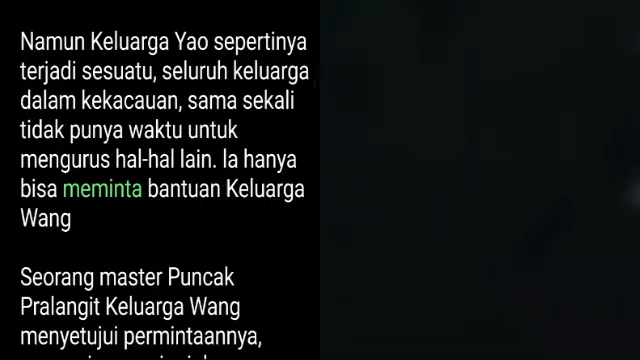 Namun Keluarga Yao sepertinya
terjadi sesuatu, seluruh keluarga
dalam kekacauan, sama sekali
tidak punya waktu untuk
mengurus hal-hal lain. Ia hanya
bisa meminta bantuan Keluarga
Wang
Seorang master Puncak
Pralangit Keluarga Wang
menyetujui permintaannya,